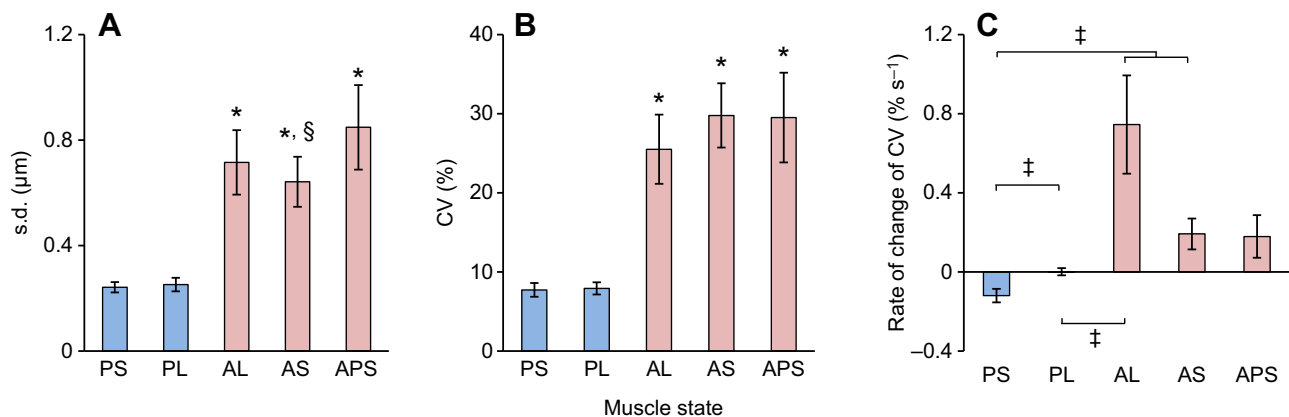 A
s.d. (µm)
1.2
0.8
0.4
0
*
*, §
*
PS PL AL AS APS
B
CV (%)
40
30
20
10
0
*
*
*
PS PL AL AS APS
Muscle state
C
Rate of change of CV (% s⁻¹)
1.2
0.8
0.4
0
–0.4
‡
‡
‡
PS PL AL AS APS